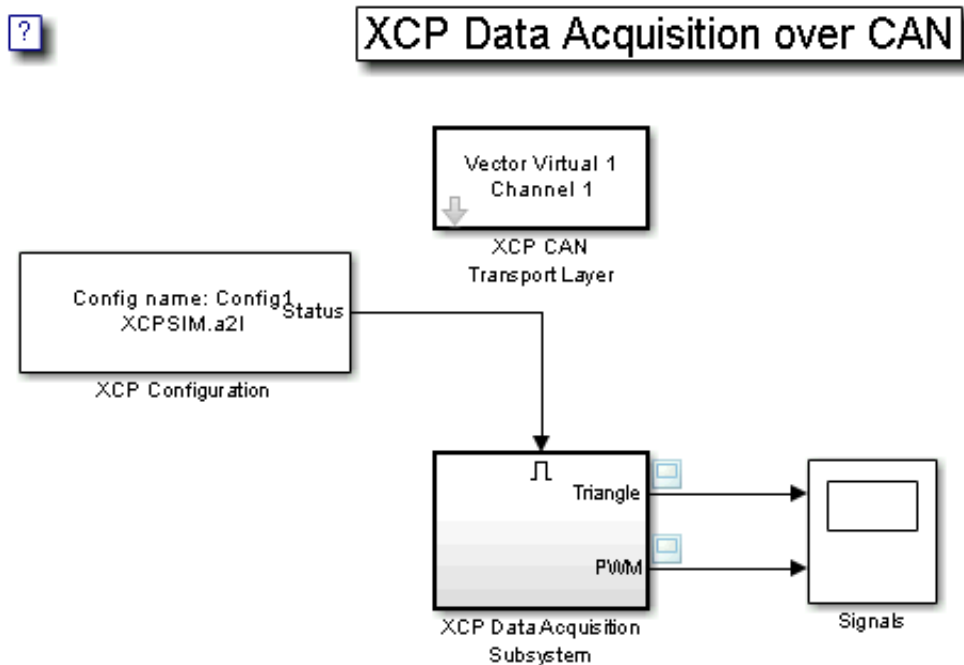 ?
XCP Data Acquisition over CAN
Vector Virtual 1
Channel 1
XCP CAN
Transport Layer
Config name: Config1
XCPSIM.a2l
Status
XCP Configuration
Triangle
PWM
XCP Data Acquisition
Subsystem
Signals